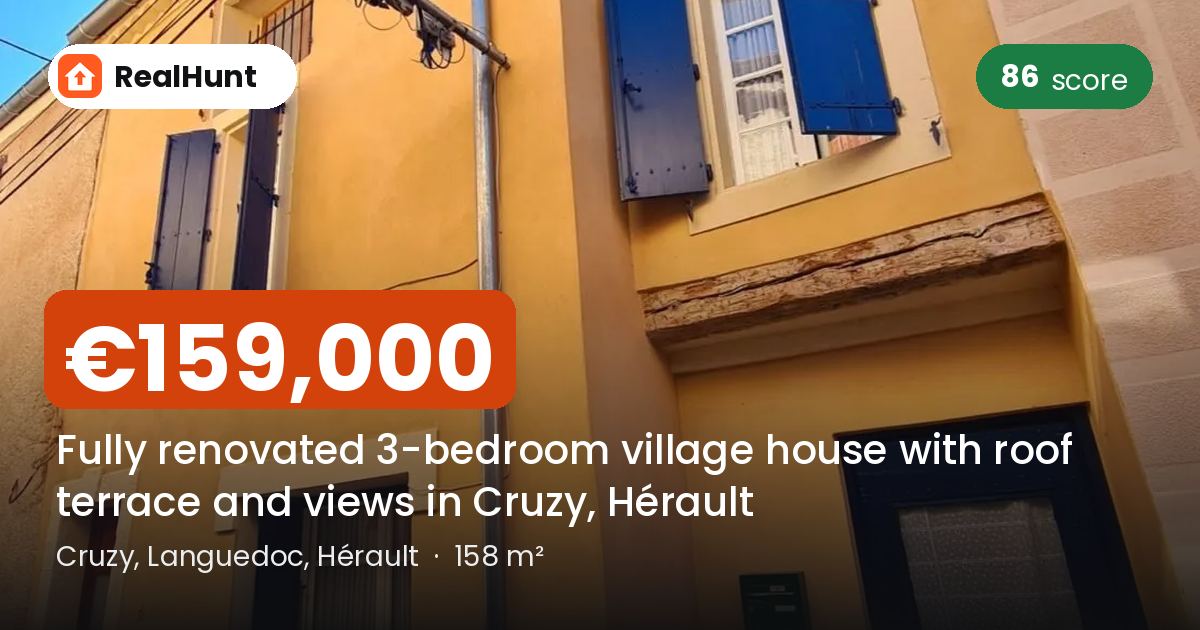 RealHunt
86 score
€159,000
Fully renovated 3-bedroom village house with roof
terrace and views in Cruzy, Hérault
Cruzy, Languedoc, Hérault · 158 m²